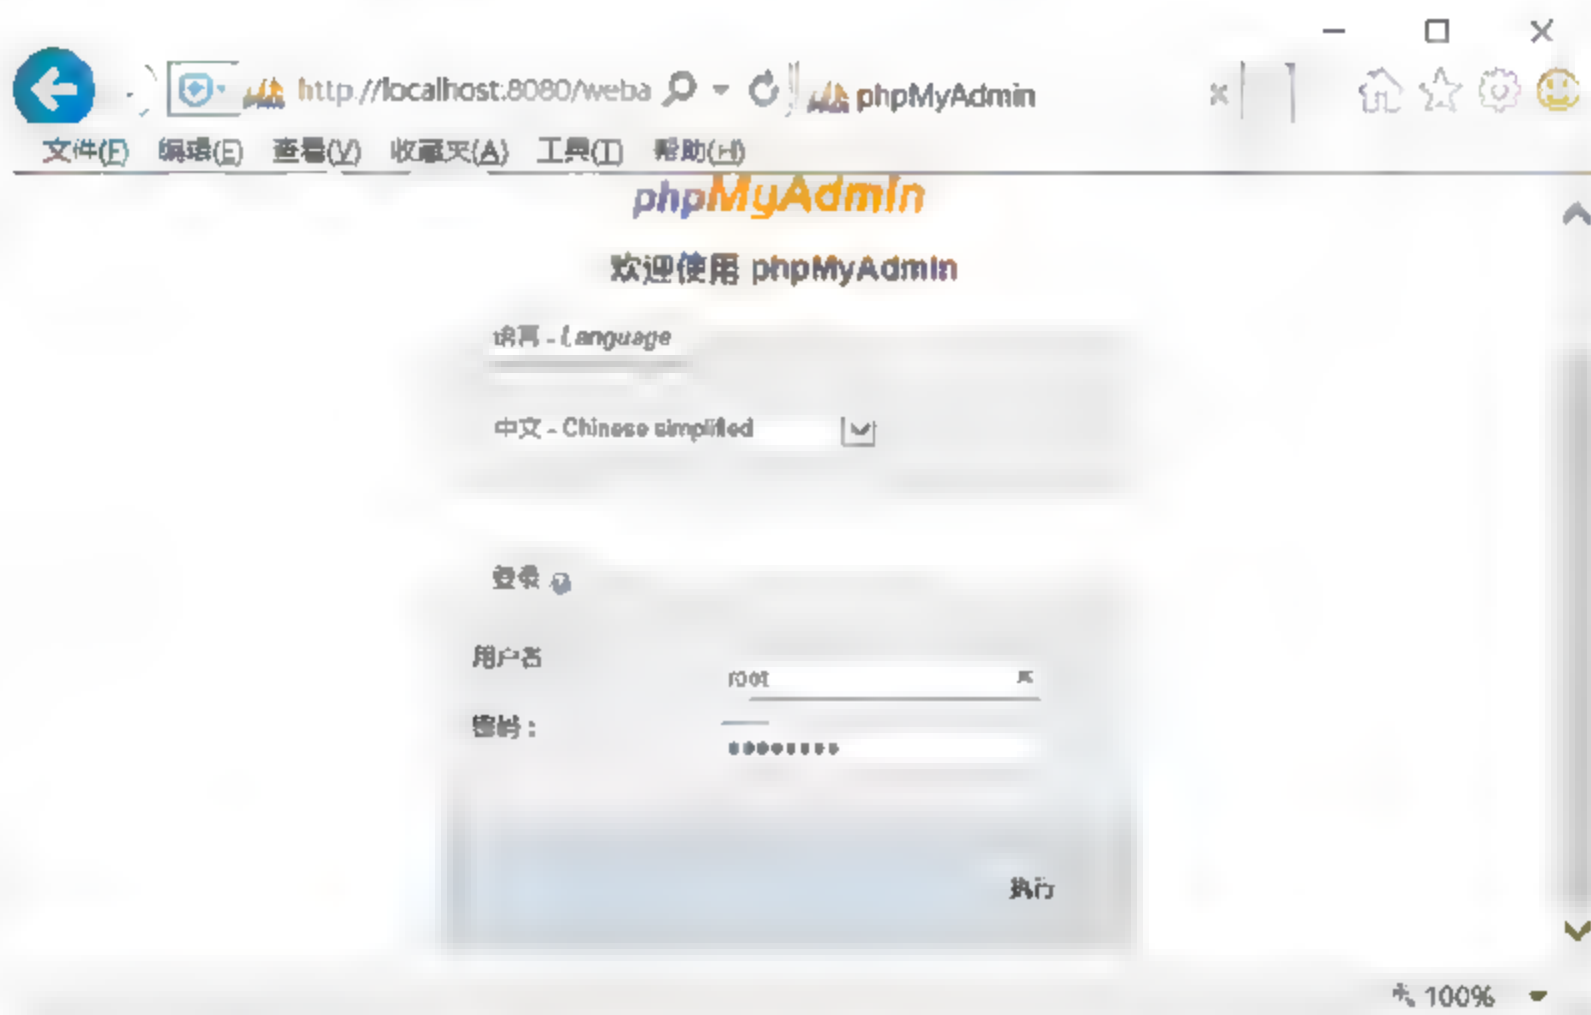 http://localhost:8080/weba phpMyAdmin
文件(F) 编辑(E) 查看(V) 收藏夹(A) 工具(T) 帮助(H)
phpMyAdmin
欢迎使用 phpMyAdmin
语言 - Language
中文 - Chinese simplified
登录
用户名
root
密码：
执行
100%